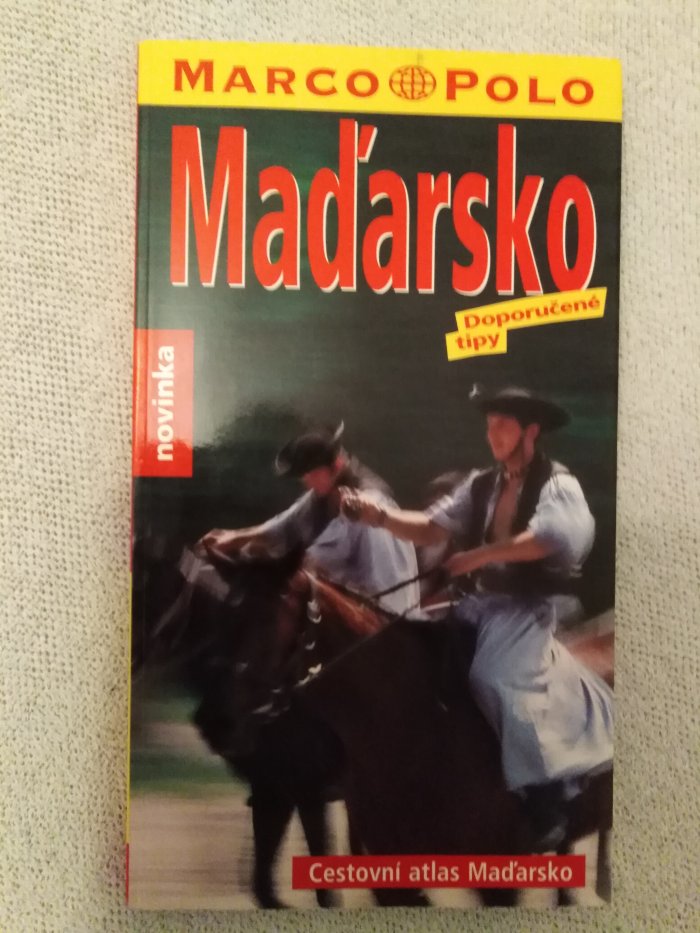 MARCO POLO
Maďarsko
Doporučené
tipy
novinka
Cestovní atlas Maďarsko